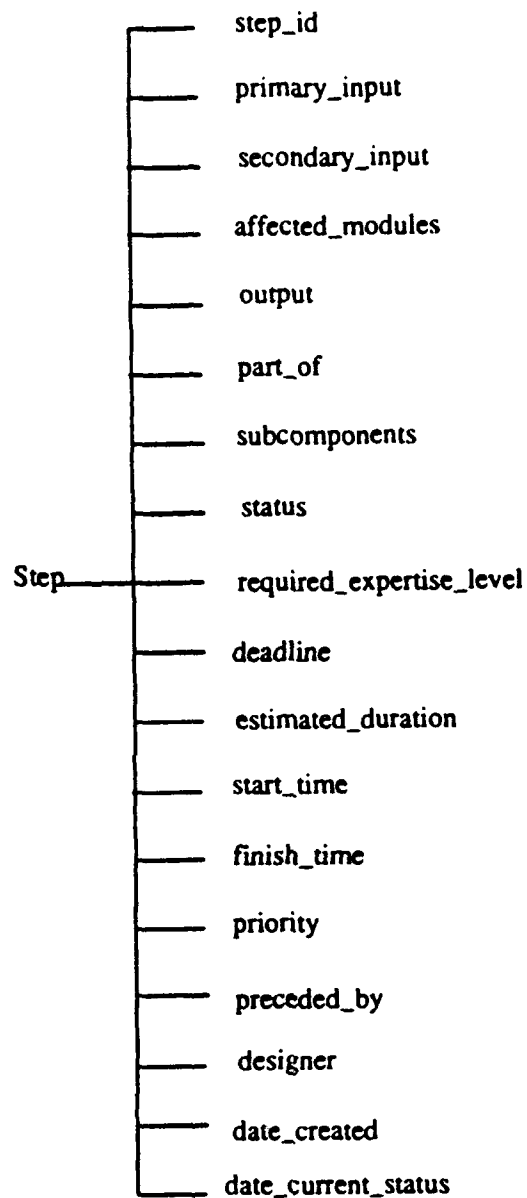 step_id
primary_input
secondary_input
affected_modules
output
part_of
subcomponents
status
Step
required_expertise_level
deadline
estimated_duration
start_time
finish_time
priority
preceded_by
designer
date_created
date_current_status